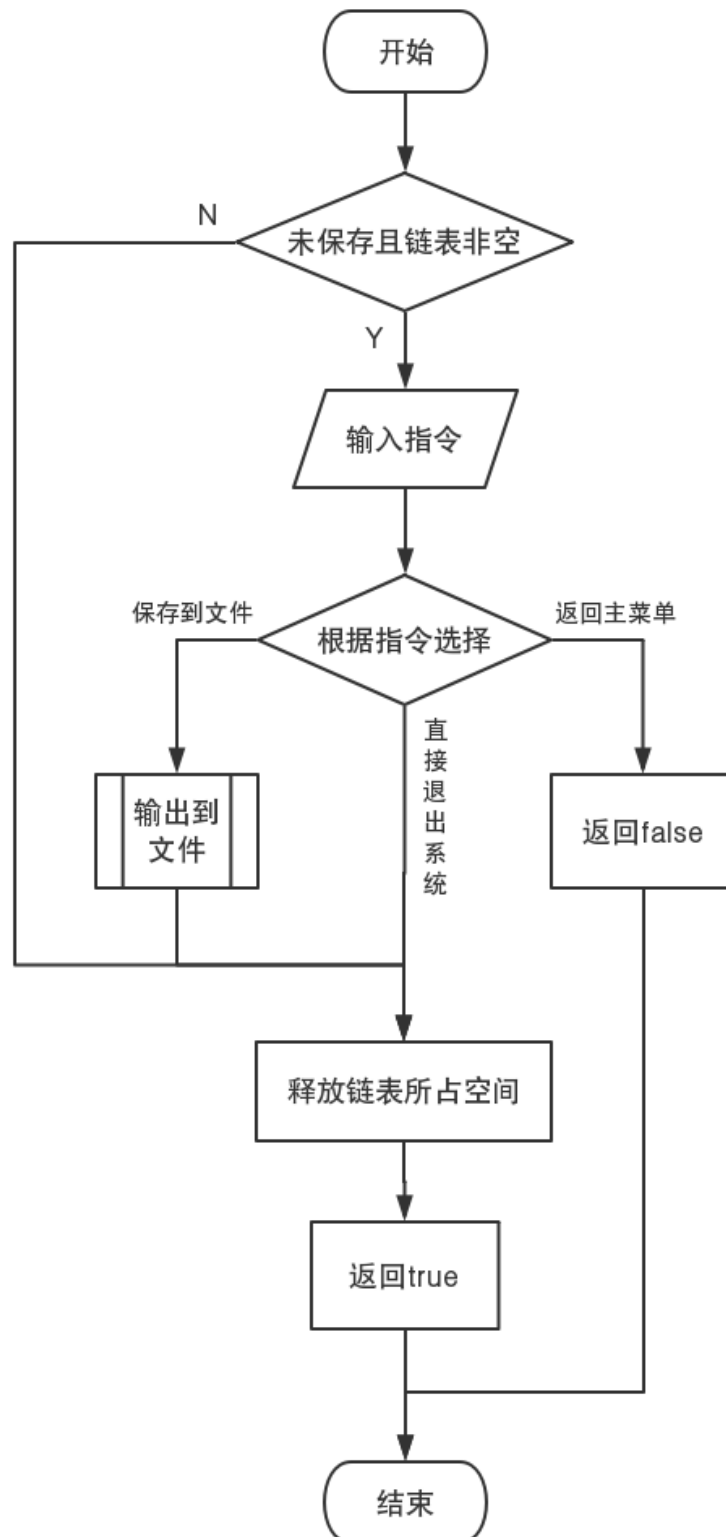 开始
N
未保存且链表非空
Y
输入指令
保存到文件
根据指令选择
返回主菜单
直
接
退
出
系
统
输出到
文件
返回false
释放链表所占空间
返回true
结束